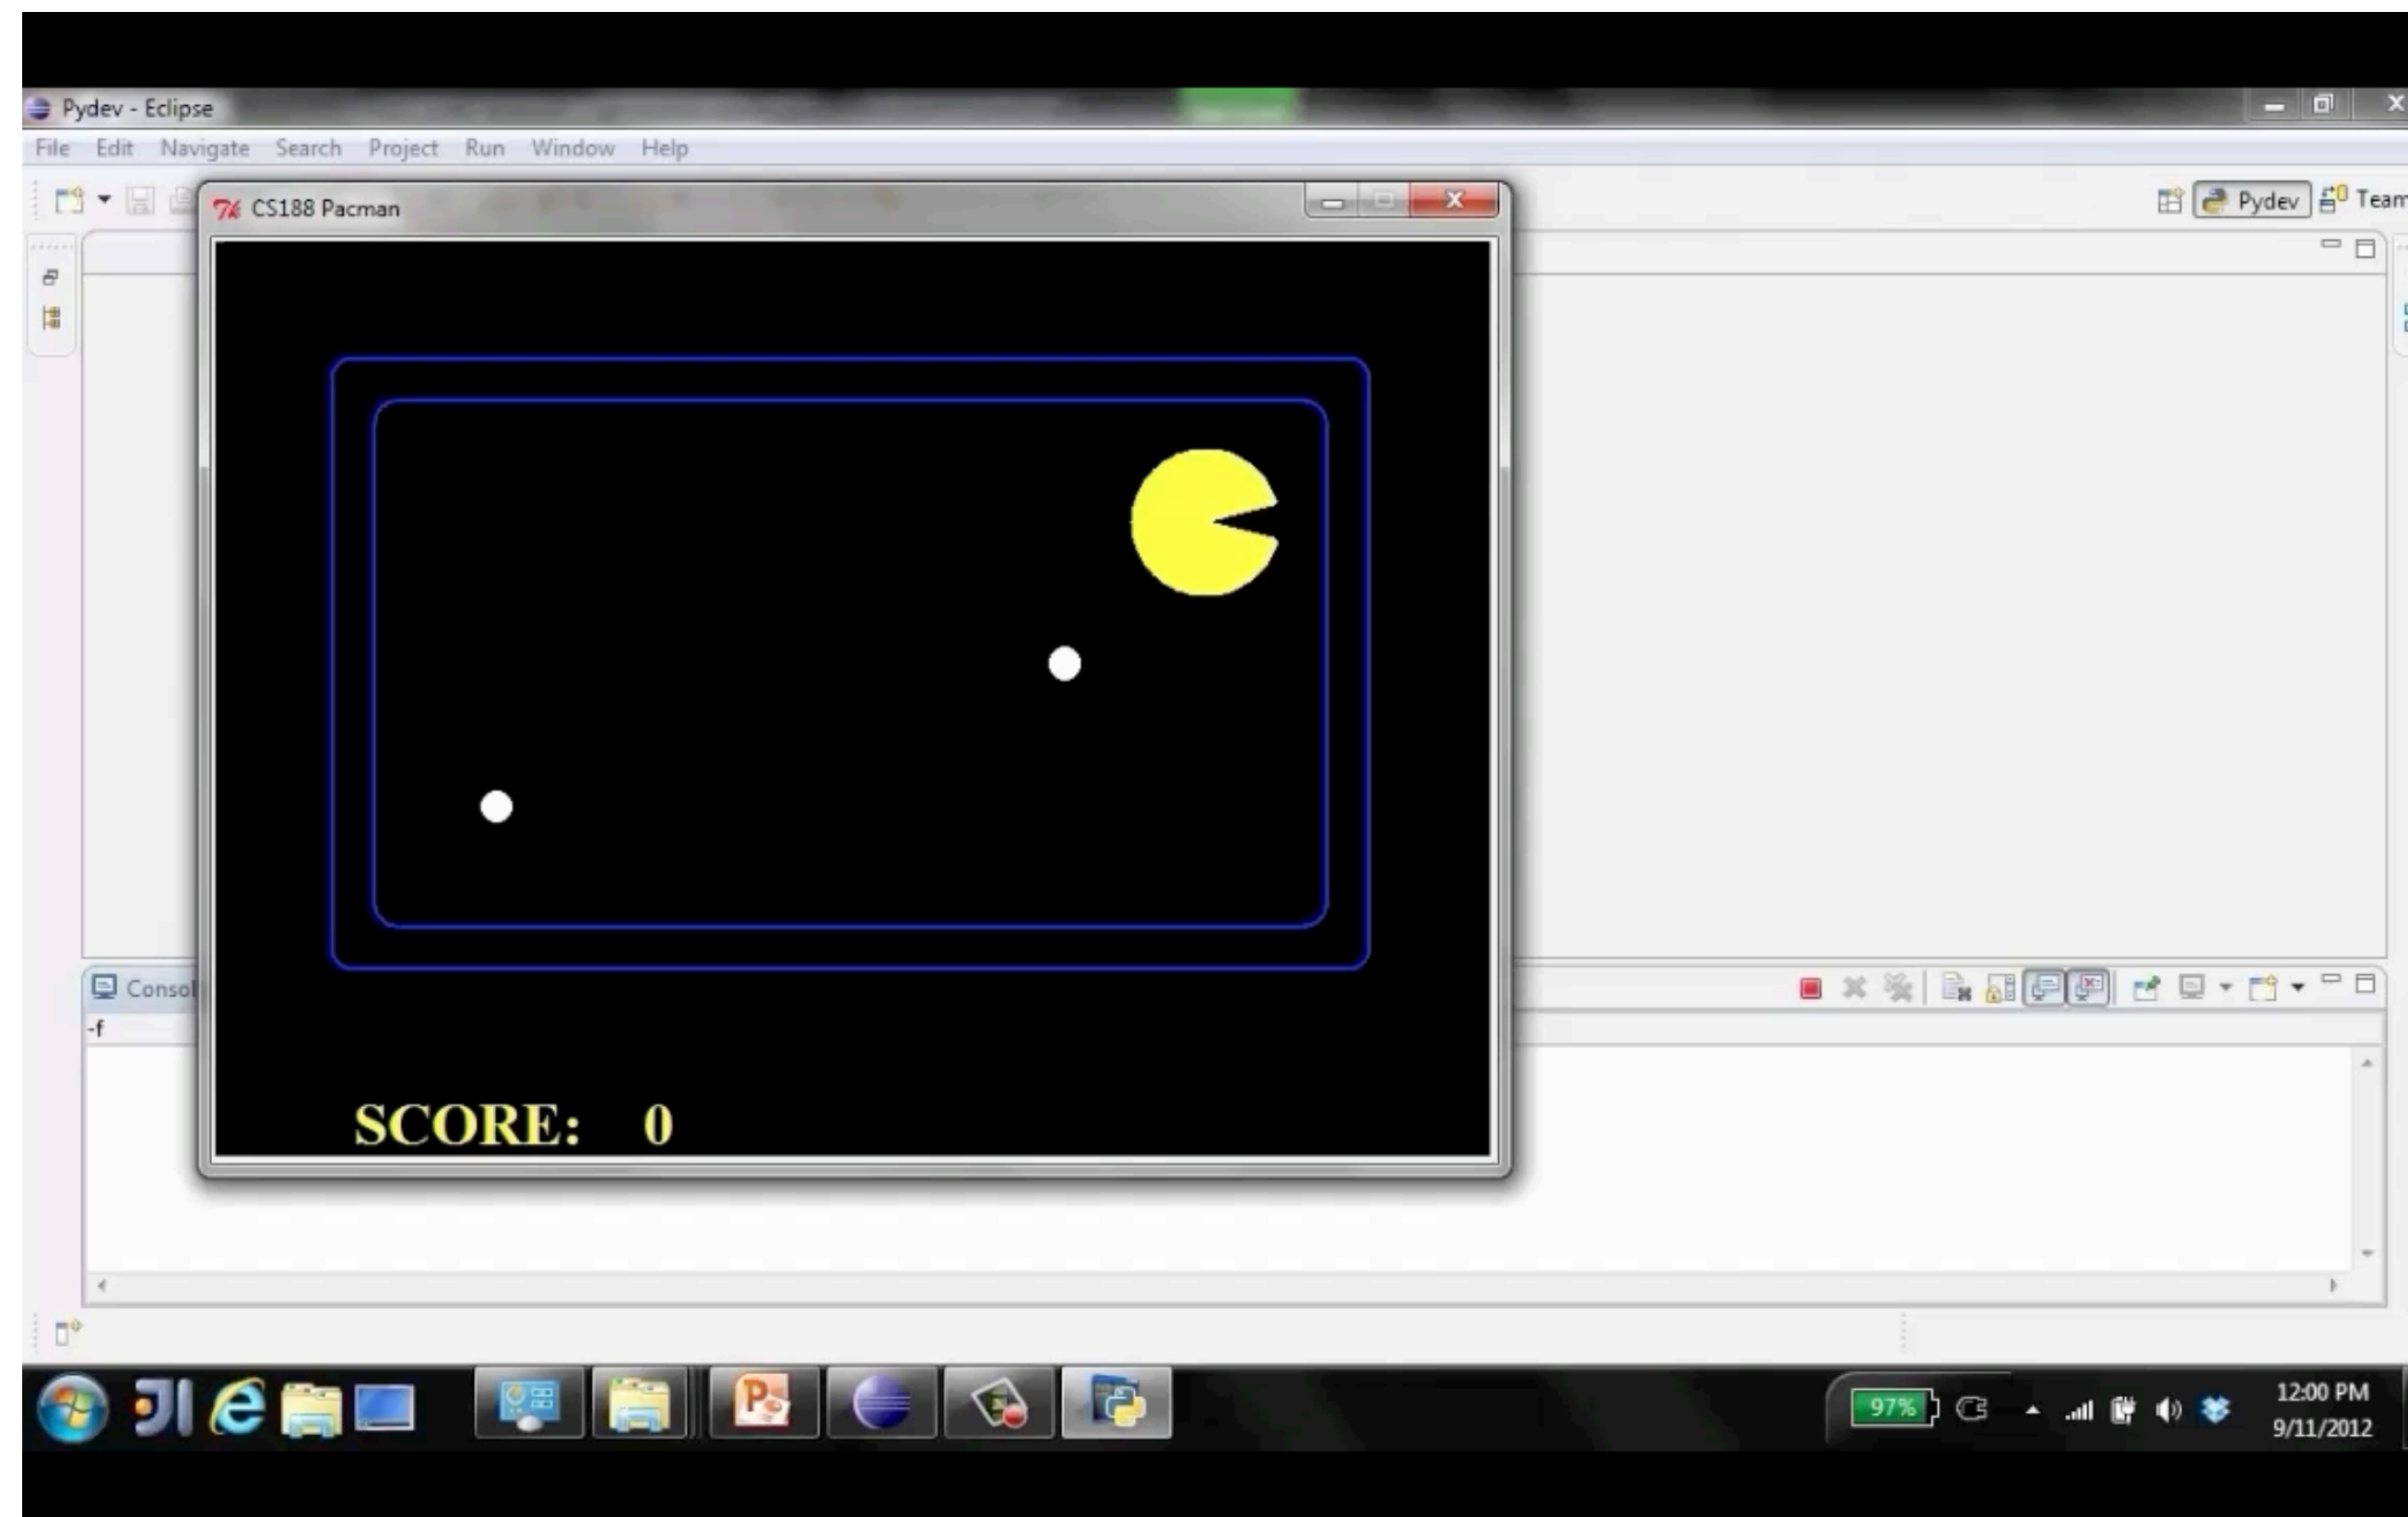 Pydev - Eclipse
File Edit Navigate Search Project Run Window Help
CS188 Pacman
Pydev
Team
Consol
-f
SCORE: 0
97%
12:00 PM
9/11/2012